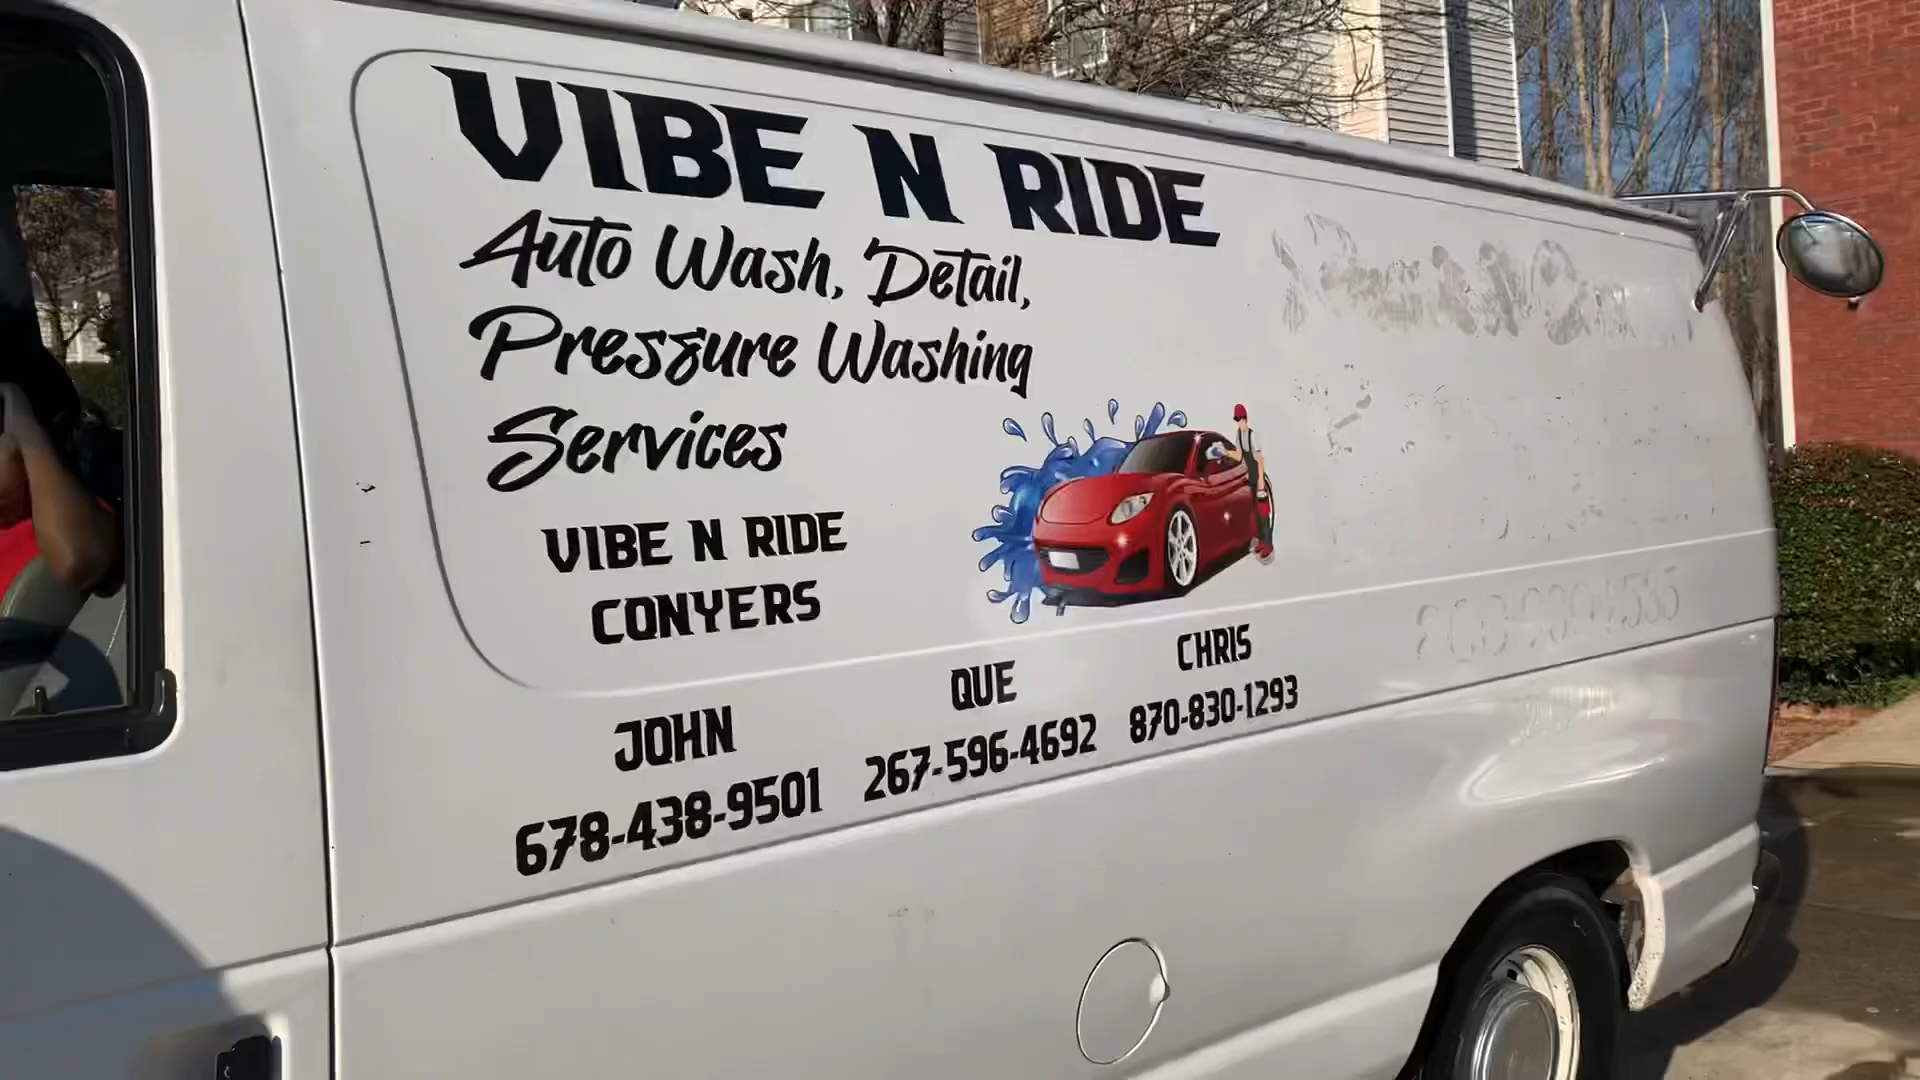 VIBE N RIDE
Auto Wash, Detail,
Pressure Washing
Services
VIBE N RIDE
CONYERS
JOHN
678-438-9501
QUE
267-596-4692
CHRIS
870-830-1293